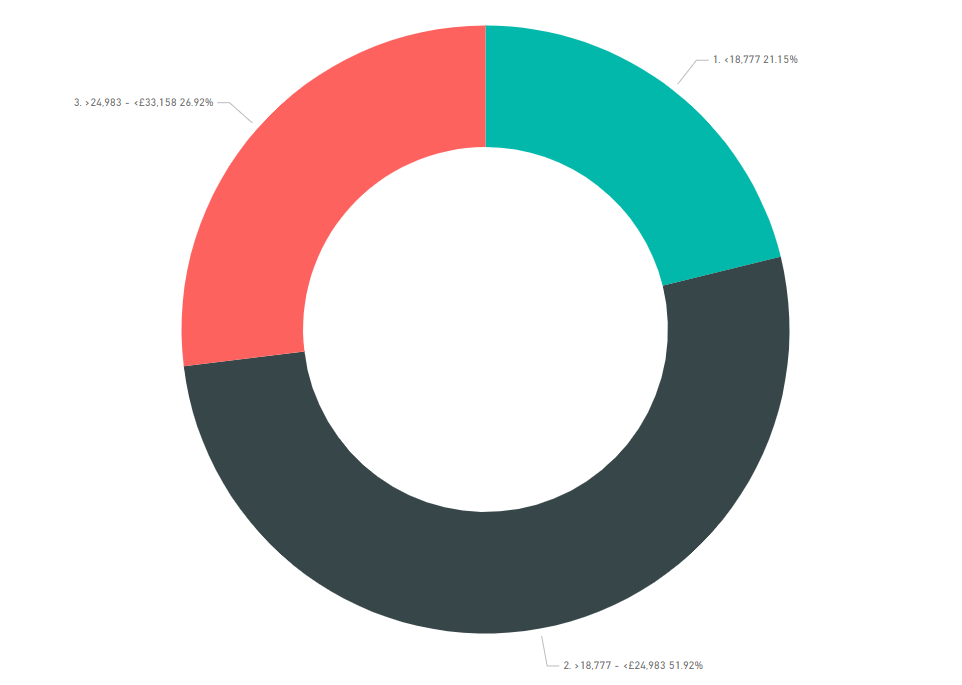 1. <18,777 21.15%
3. >24,983 - <£33,158 26.92%
2. >18,777 - <£24,983 51.92%